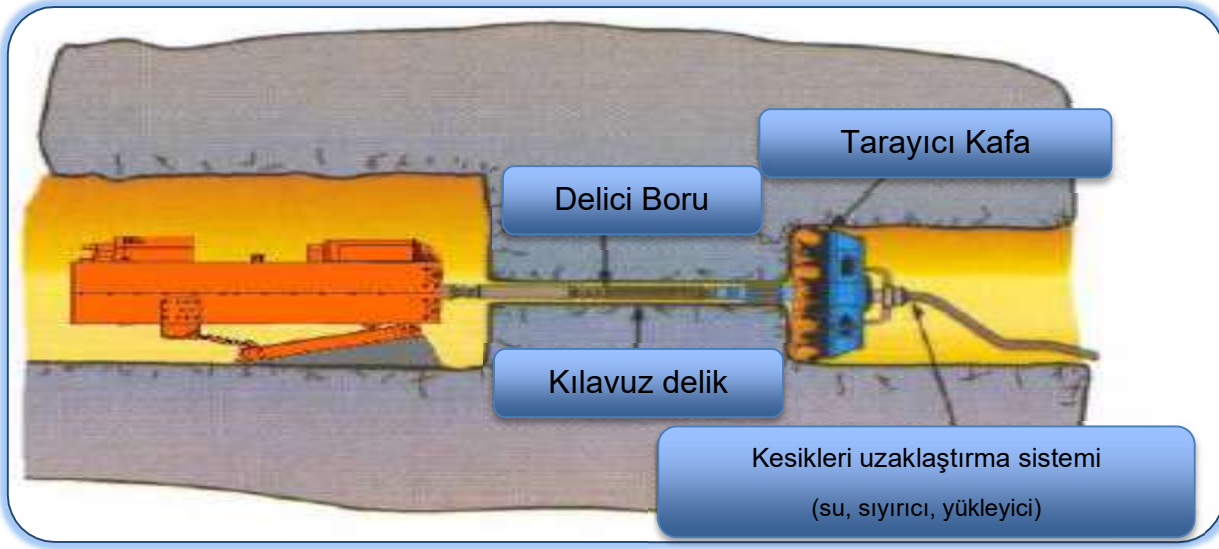 Tarayıcı Kafa
Delici Boru
Kılavuz delik
Kesikleri uzaklaştırma sistemi
(su, sıyırıcı, yükleyici)